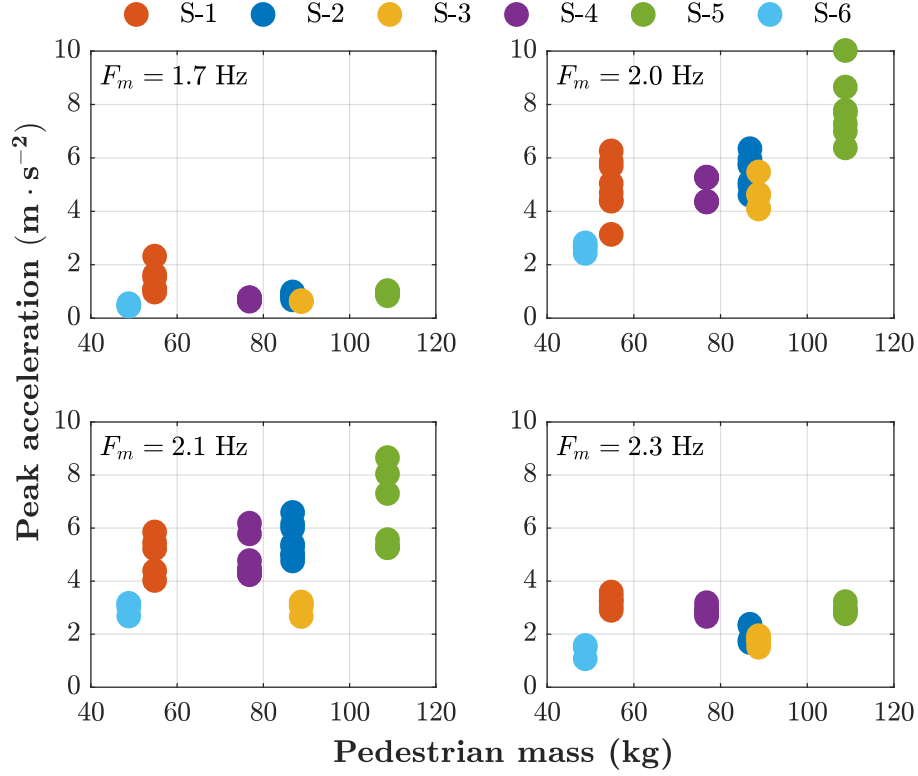 S-1 S-2 S-3 S-4 S-5 S-6
Peak acceleration (m · s⁻²)
F_m = 1.7 Hz
10
8
6
4
2
0
40 60 80 100 120
F_m = 2.0 Hz
10
8
6
4
2
0
40 60 80 100 120
F_m = 2.1 Hz
10
8
6
4
2
0
40 60 80 100 120
F_m = 2.3 Hz
10
8
6
4
2
0
40 60 80 100 120
Pedestrian mass (kg)